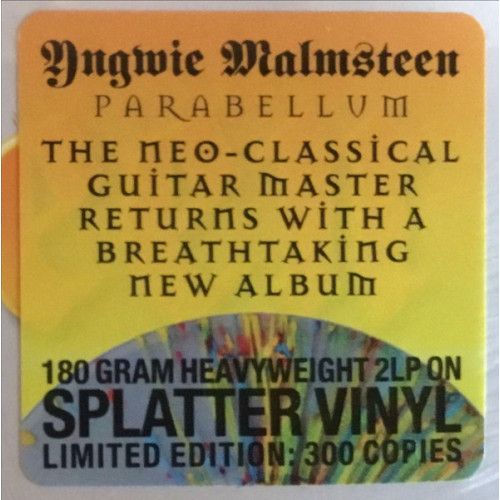 Yngwie Malmsteen
PARABELLUM
THE NEO-CLASSiCAL
GUiTAR MASTER
RETURNS WiTH A
BREATHTAKiNG
NEW ALBUM
180 GRAM HEAVYWEIGHT 2LP ON
SPLATTER VINYL
LIMITED EDITION: 300 COPIES